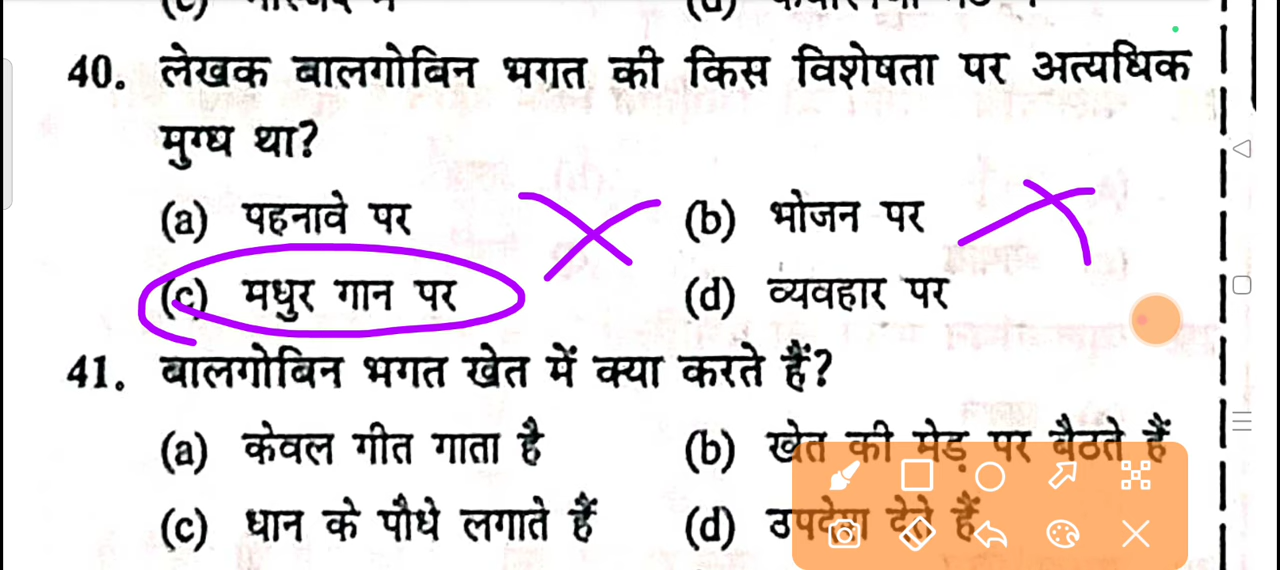 40. लेखक बालगोबिन भगत की किस विशेषता पर अत्यधिक
मुग्ध था?
(a) पहनावे पर (b) भोजन पर
(c) मधुर गान पर (d) व्यवहार पर
41. बालगोबिन भगत खेत में क्या करते हैं?
(a) केवल गीत गाता है (b) खेत की मेड़ पर बैठते हैं
(c) धान के पौधे लगाते हैं (d) उपदेश देते हैं